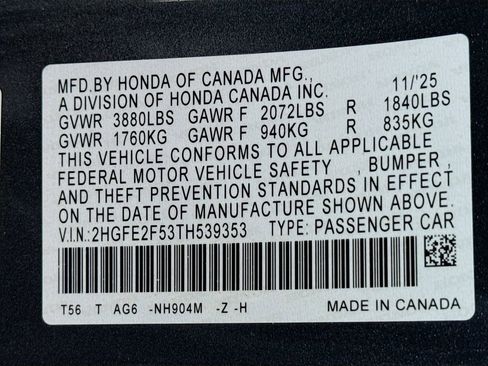 MFD.BY HONDA OF CANADA MFG., 11/'25
A DIVISION OF HONDA CANADA INC.
GVWR 3880LBS GAWR F 2072LBS R 1840LBS
GVWR 1760KG GAWR F 940KG R 835KG
THIS VEHICLE CONFORMS TO ALL APPLICABLE
FEDERAL MOTOR VEHICLE SAFETY , BUMPER ,
AND THEFT PREVENTION STANDARDS IN EFFECT
ON THE DATE OF MANUFACTURE SHOWN ABOVE.
V.I.N.: 2HGFE2F53TH539353 TYPE: PASSENGER CAR
T56 T AG6 -NH904M -Z -H MADE IN CANADA